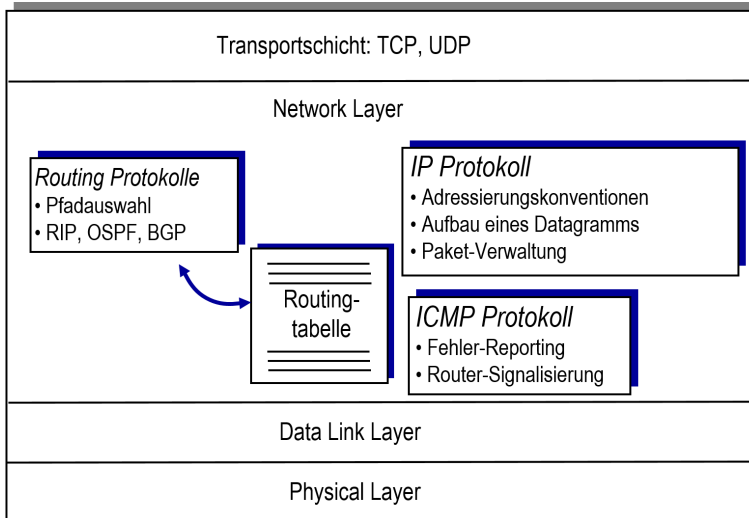 Transportschicht: TCP, UDP
Network Layer
Routing Protokolle
• Pfadauswahl
• RIP, OSPF, BGP
Routing-
tabelle
IP Protokoll
• Adressierungskonventionen
• Aufbau eines Datagramms
• Paket-Verwaltung
ICMP Protokoll
• Fehler-Reporting
• Router-Signalisierung
Data Link Layer
Physical Layer